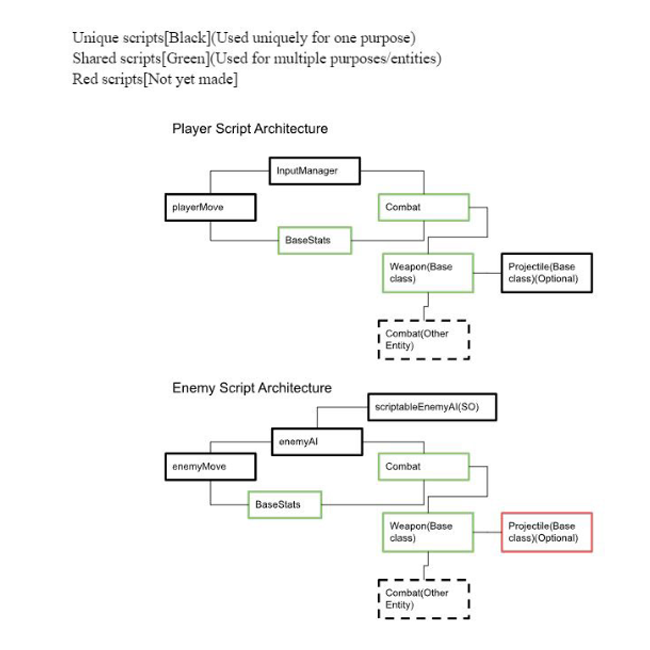 Unique scripts[Black](Used uniquely for one purpose)
Shared scripts[Green](Used for multiple purposes/entities)
Red scripts[Not yet made]
Player Script Architecture
InputManager
playerMove
Combat
BaseStats
Weapon(Base
class)
Projectile(Base
class)(Optional)
Combat(Other
Entity)
Enemy Script Architecture
scriptableEnemyAI(SO)
enemyAI
enemyMove
Combat
BaseStats
Weapon(Base
class)
Projectile(Base
class)(Optional)
Combat(Other
Entity)